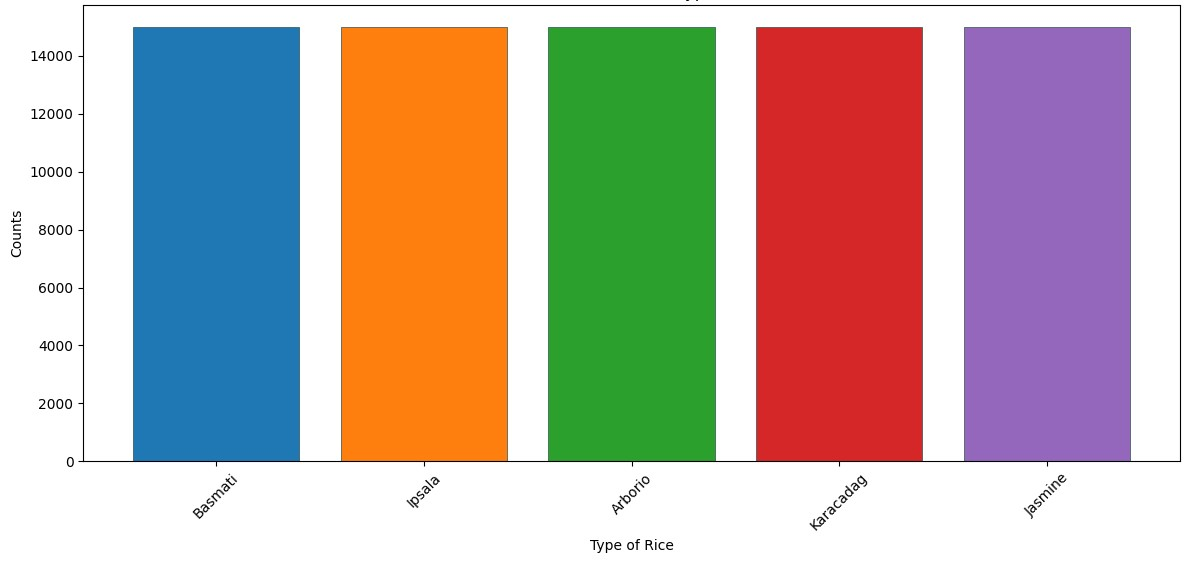 14000
12000
10000
8000
6000
4000
2000
0
Counts
Basmati
Ipsala
Arborio
Karacadag
Jasmine
Type of Rice